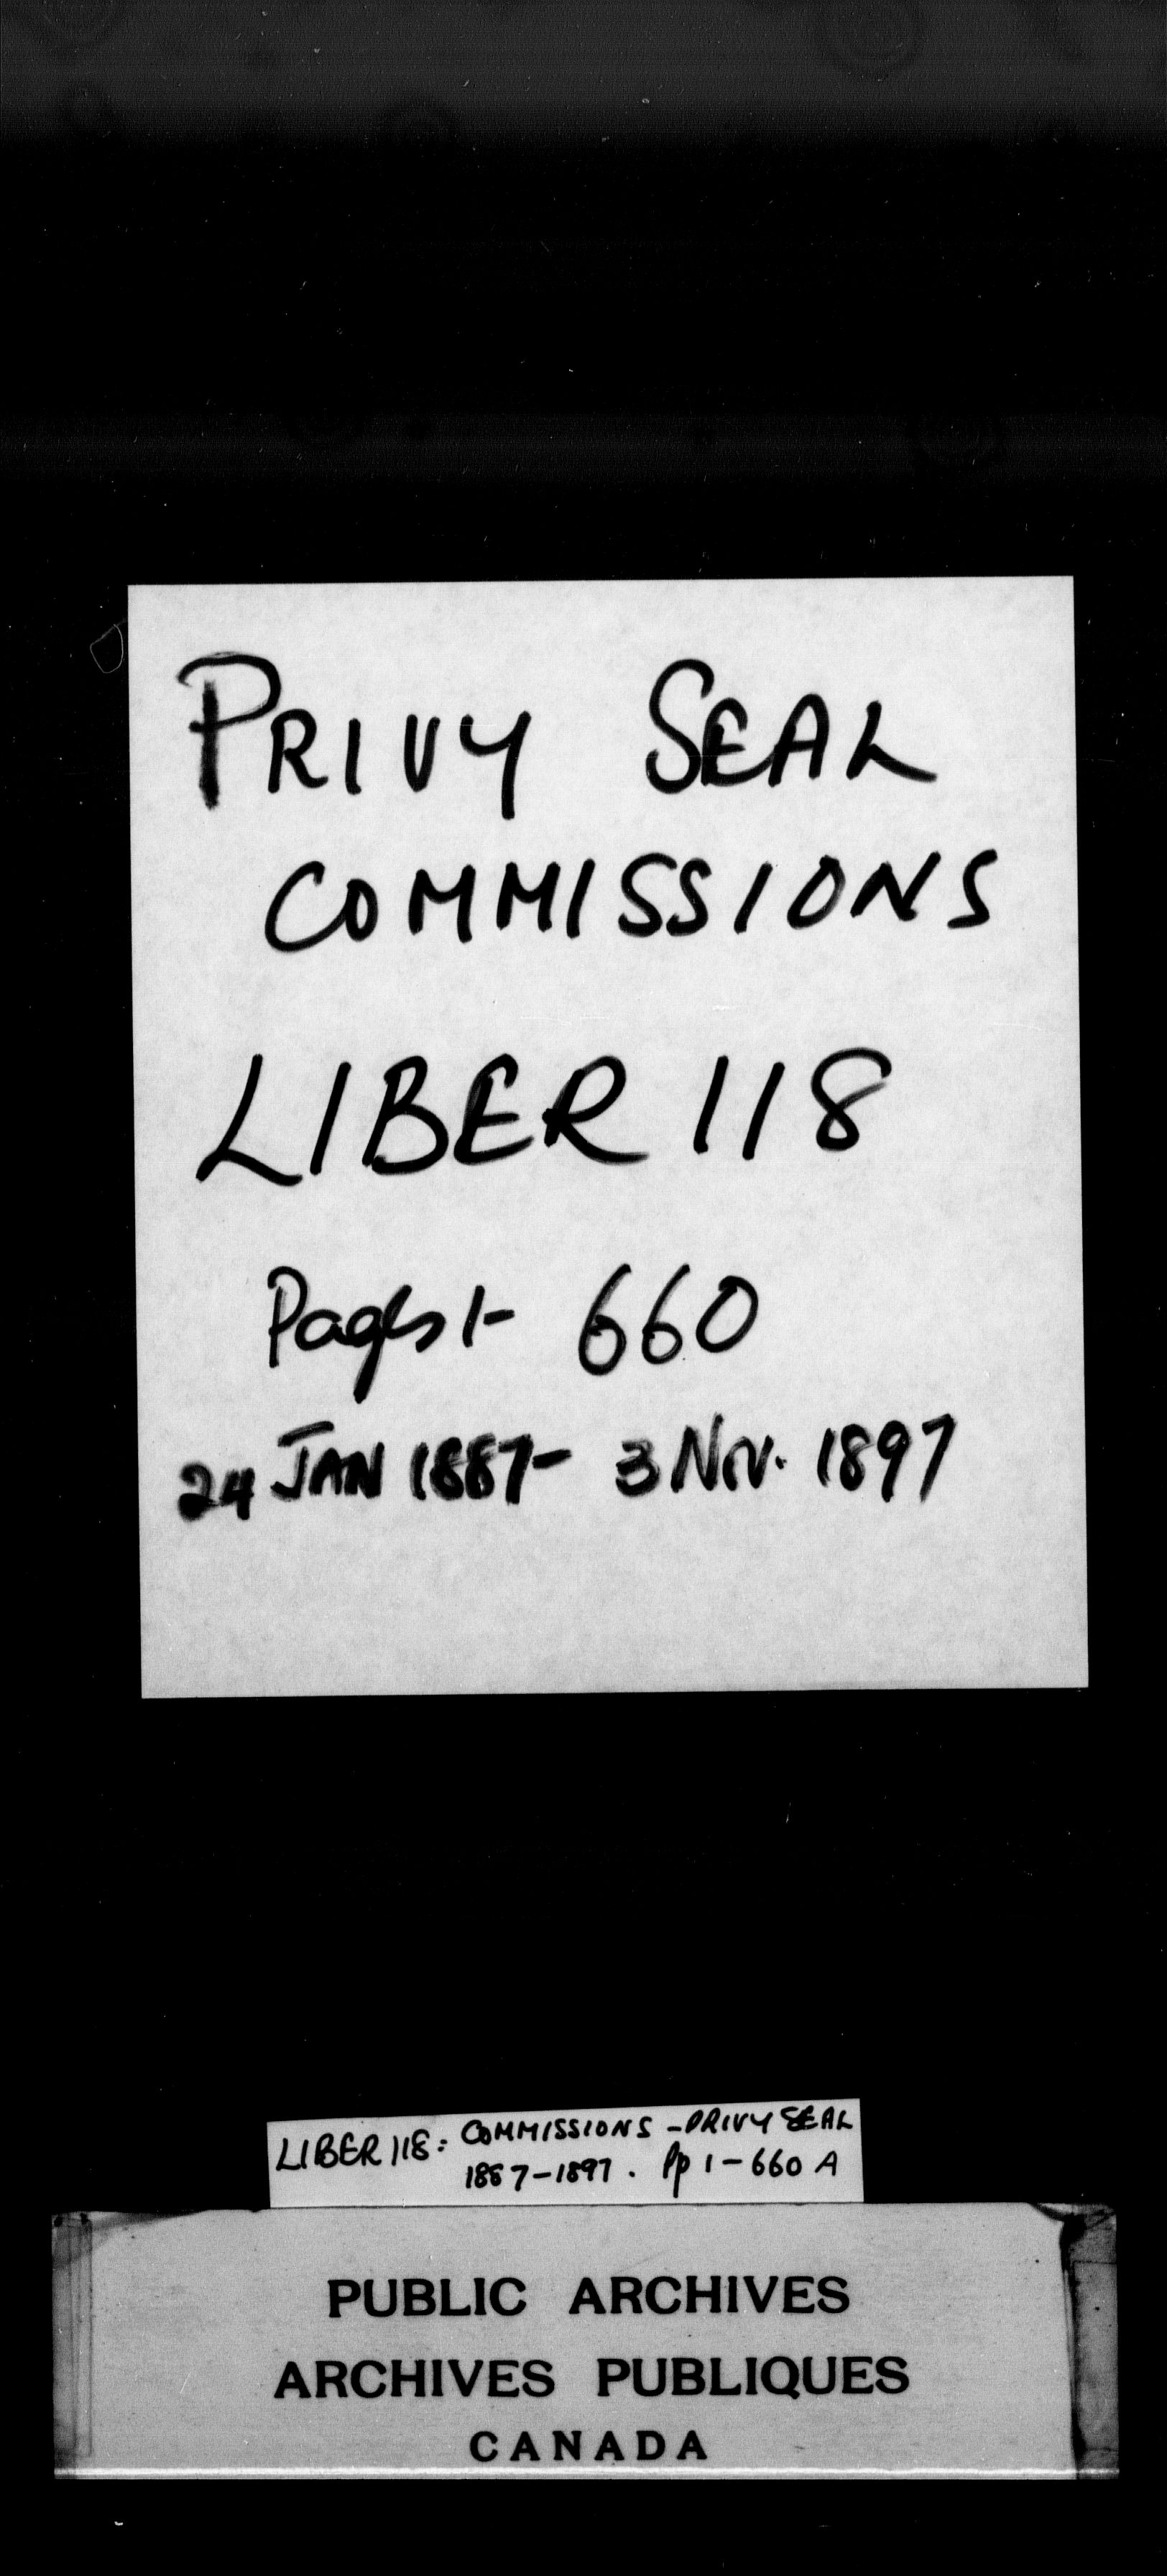 PRIVY SEAL
COMMISSIONS
LIBER 118
Pages 1- 660
24 JAN 1887- 3 Nov. 1897
LIBER 118: COMMISSIONS - PRIVY SEAL
1887-1897. Pp 1-660 A
PUBLIC ARCHIVES
ARCHIVES PUBLIQUES
CANADA